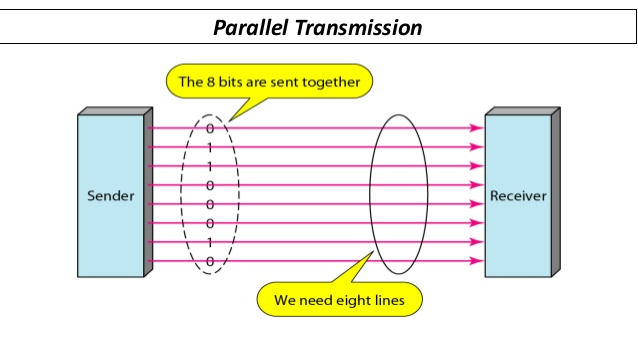 Parallel Transmission
The 8 bits are sent together
0
1
1
0
0
0
1
0
Sender
Receiver
We need eight lines